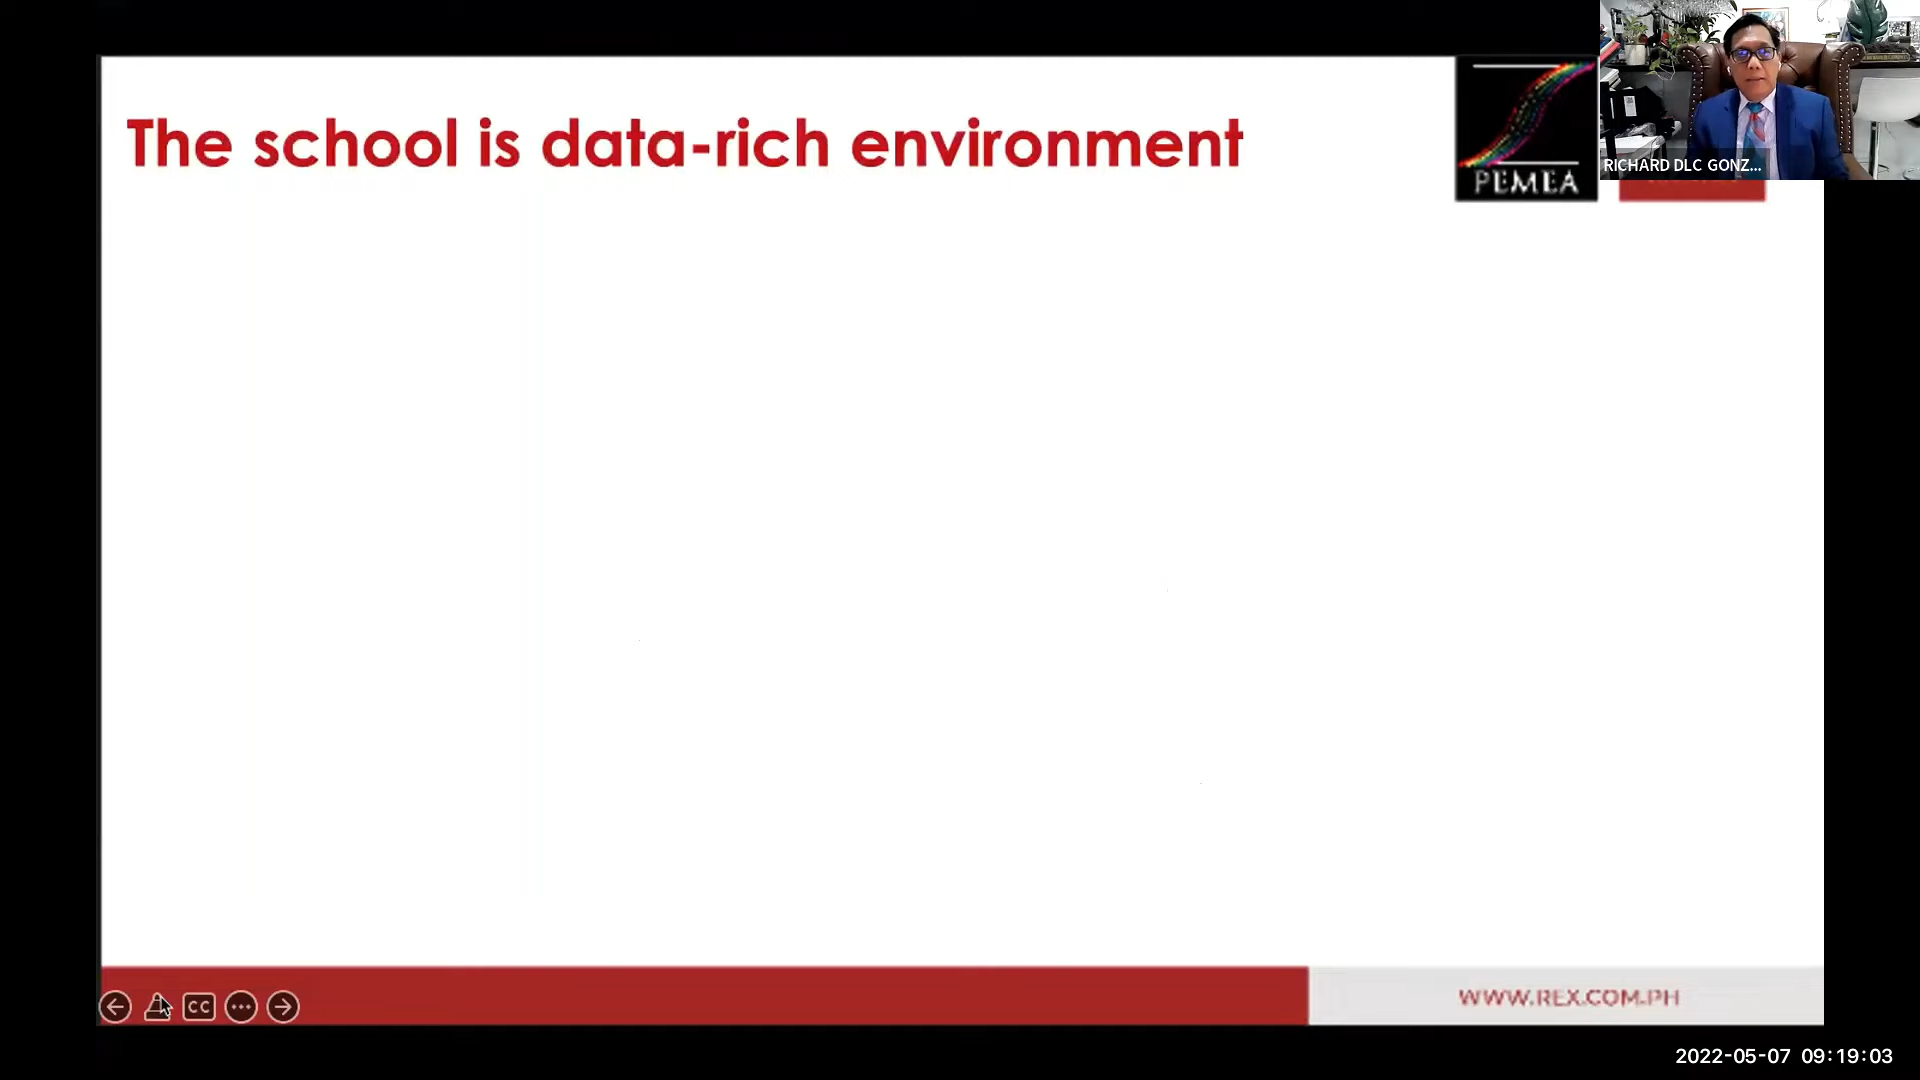 The school is data-rich environment
PEMEA
RICHARD DLC GONZ...
CC
WWW.REX.COM.PH
2022-05-07 09:19:03